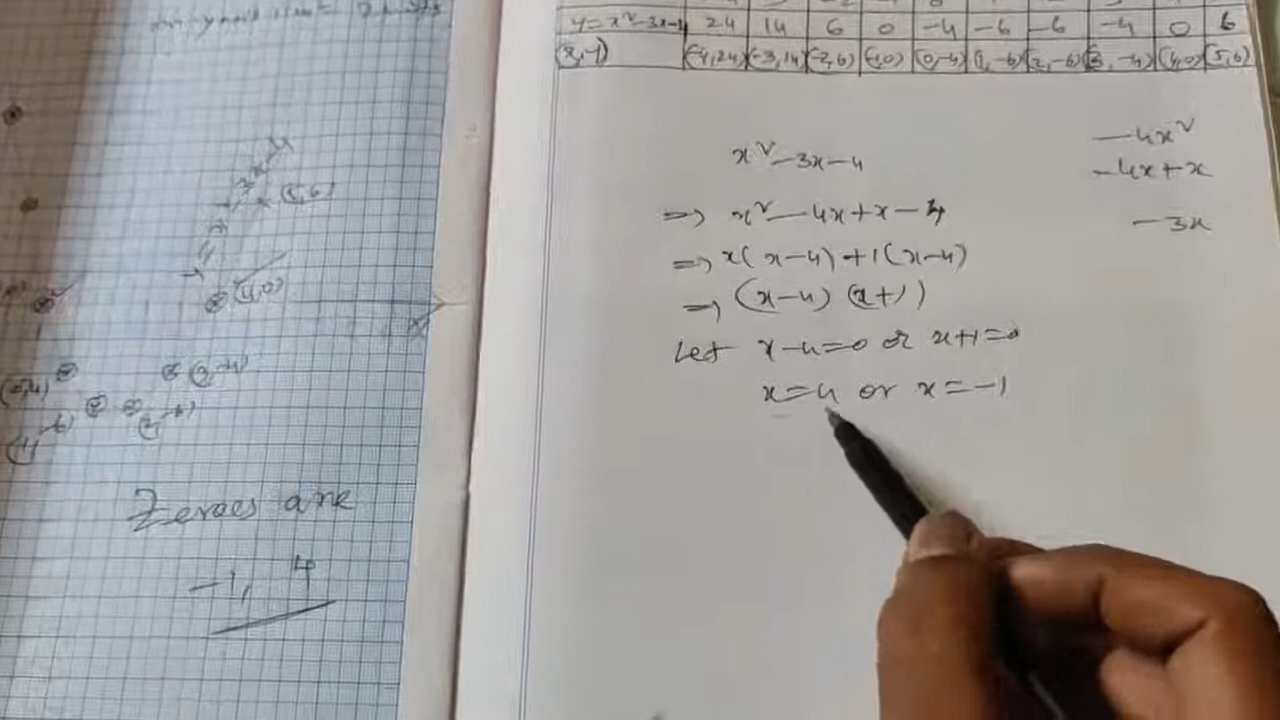 Zeroes are
-1, 4
(5,6)
(4,0)
y=x²-3x-4 24 14 6 0 -4 -6 -6 -4 0 6
(-4,24) (-3,14) (-2,6) (-1,0) (0,-4) (1,-6) (2,-6) (3,-4) (4,0) (5,6)
x²-3x-4
=> x²-4x+x-4
=> x(x-4)+1(x-4)
=> (x-4) (x+1)
Let x-4=0 or x+1=0
x=4 or x=-1
-4x²
-4x+x
-3x